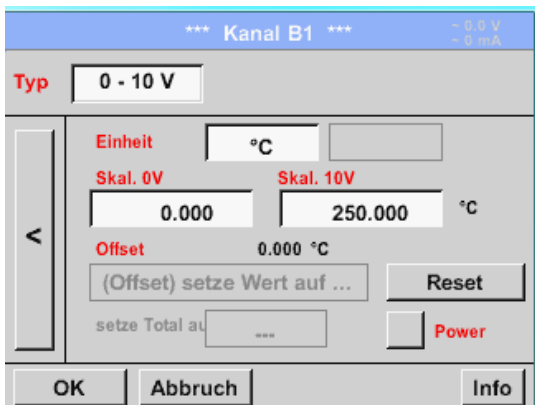 *** Kanal B1 ***
~ 0.0 V
~ 0 mA
Typ
0 - 10 V
<
Einheit
°C
Skal. 0V
Skal. 10V
0.000
250.000
°C
Offset
0.000 °C
(Offset) setze Wert auf ...
Reset
setze Total au
---
Power
OK
Abbruch
Info